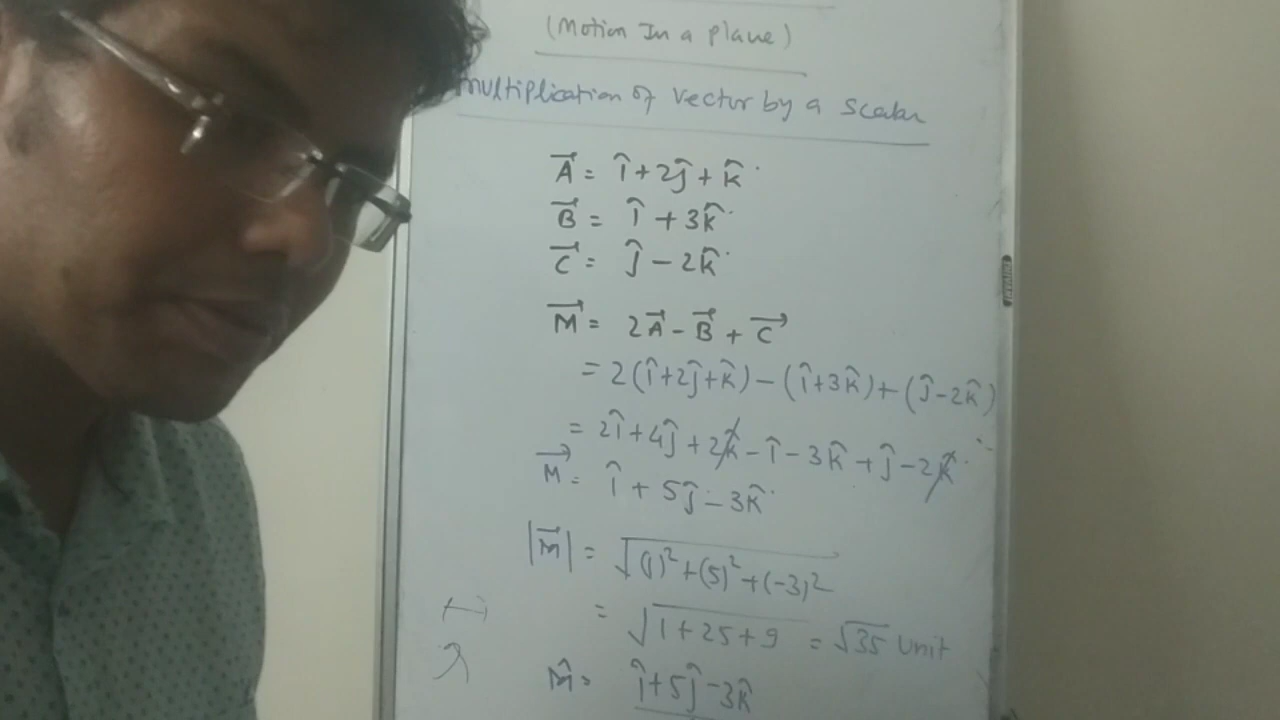 (Motion In a plane)
multiplication of vector by a scalar
A⃗ = î + 2ĵ + k̂
B⃗ = î + 3k̂
C⃗ = ĵ - 2k̂
M⃗ = 2A⃗ - B⃗ + C⃗
= 2(î+2ĵ+k̂) - (î+3k̂) + (ĵ-2k̂)
= 2î + 4ĵ + 2k̂ - î - 3k̂ + ĵ - 2k̂
M⃗ = î + 5ĵ - 3k̂
|M⃗| = √(1)² + (5)² + (-3)²
= √1 + 25 + 9 = √35 Unit
M̂ = î + 5ĵ - 3k̂